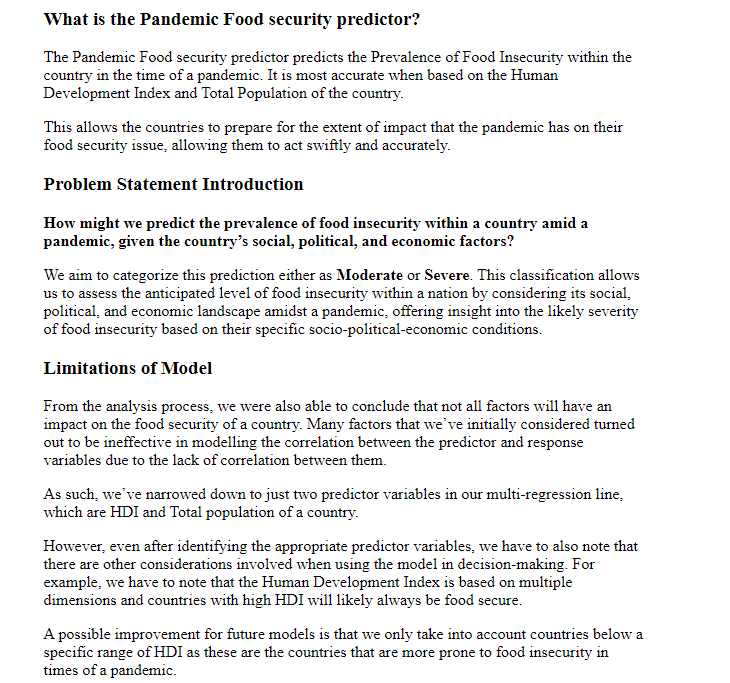 What is the Pandemic Food security predictor?
The Pandemic Food security predictor predicts the Prevalence of Food Insecurity within the
country in the time of a pandemic. It is most accurate when based on the Human
Development Index and Total Population of the country.
This allows the countries to prepare for the extent of impact that the pandemic has on their
food security issue, allowing them to act swiftly and accurately.
Problem Statement Introduction
How might we predict the prevalence of food insecurity within a country amid a
pandemic, given the country’s social, political, and economic factors?
We aim to categorize this prediction either as Moderate or Severe. This classification allows
us to assess the anticipated level of food insecurity within a nation by considering its social,
political, and economic landscape amidst a pandemic, offering insight into the likely severity
of food insecurity based on their specific socio-political-economic conditions.
Limitations of Model
From the analysis process, we were also able to conclude that not all factors will have an
impact on the food security of a country. Many factors that we’ve initially considered turned
out to be ineffective in modelling the correlation between the predictor and response
variables due to the lack of correlation between them.
As such, we’ve narrowed down to just two predictor variables in our multi-regression line,
which are HDI and Total population of a country.
However, even after identifying the appropriate predictor variables, we have to also note that
there are other considerations involved when using the model in decision-making. For
example, we have to note that the Human Development Index is based on multiple
dimensions and countries with high HDI will likely always be food secure.
A possible improvement for future models is that we only take into account countries below a
specific range of HDI as these are the countries that are more prone to food insecurity in
times of a pandemic.